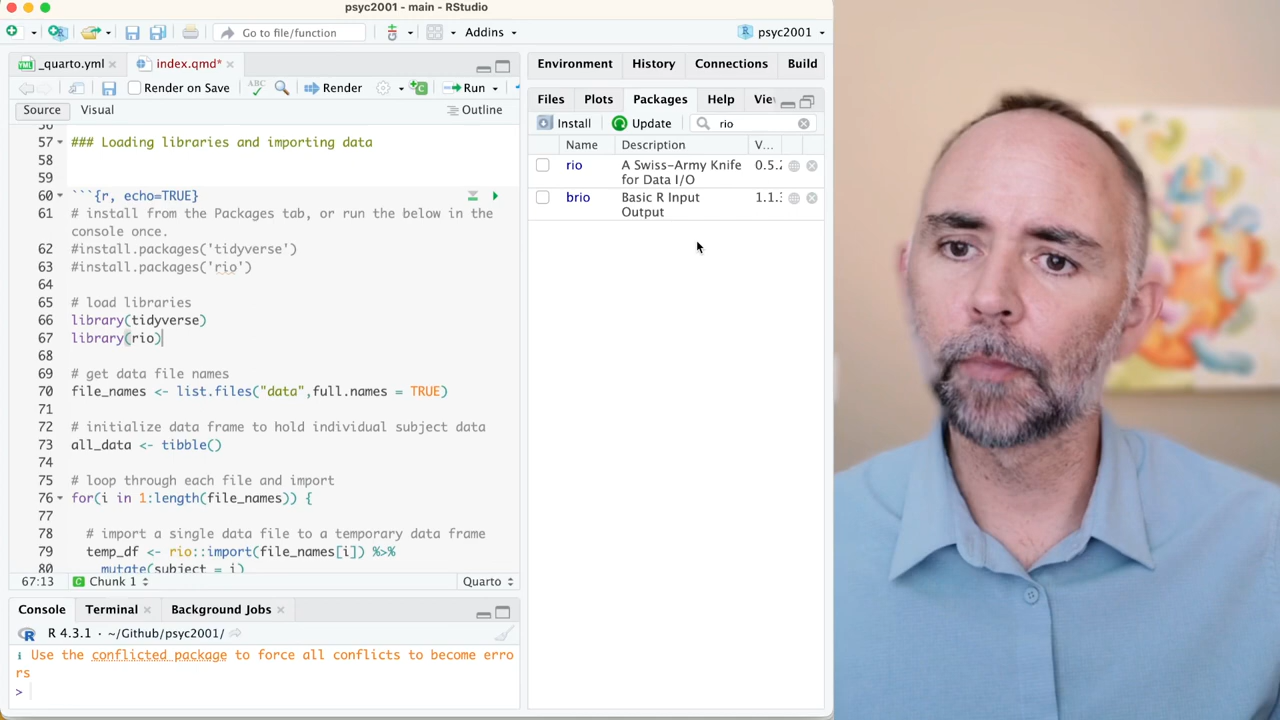 psyc2001 - main - RStudio
Go to file/function
Addins
psyc2001
_quarto.yml
index.qmd*
Render on Save
ABC
Render
Run
Source
Visual
Outline
57 ### Loading libraries and importing data
58
59
60 ```{r, echo=TRUE}
61 # install from the Packages tab, or run the below in the
console once.
62 #install.packages('tidyverse')
63 #install.packages('rio')
64
65 # load libraries
66 library(tidyverse)
67 library(rio)
68
69 # get data file names
70 file_names <- list.files("data",full.names = TRUE)
71
72 # initialize data frame to hold individual subject data
73 all_data <- tibble()
74
75 # loop through each file and import
76 for(i in 1:length(file_names)) {
77
78 # import a single data file to a temporary data frame
79 temp_df <- rio::import(file_names[i]) %>%
80 mutate(subject = i)
67:13
C Chunk 1
Quarto
Console
Terminal
Background Jobs
R R 4.3.1 · ~/Github/psyc2001/
i Use the conflicted package to force all conflicts to become erro
rs
>
Environment
History
Connections
Build
Files
Plots
Packages
Help
Install
Update
rio
Name
Description
V...
rio
A Swiss-Army Knife
for Data I/O
brio
Basic R Input
Output